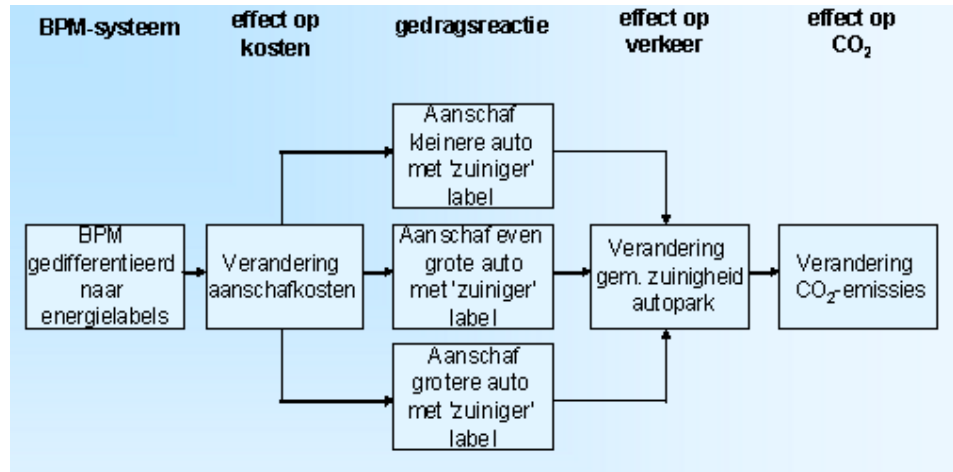 BPM-systeem
effect op
kosten
gedragsreactie
effect op
verkeer
effect op
CO₂
BPM
gedifferentieerd
naar
energielabels
Verandering
aanschafkosten
Aanschaf
kleinere auto
met 'zuiniger'
label
Aanschaf even
grote auto
met 'zuiniger'
label
Aanschaf
grotere auto
met 'zuiniger'
label
Verandering
gem. zuinigheid
autopark
Verandering
CO₂-emissies